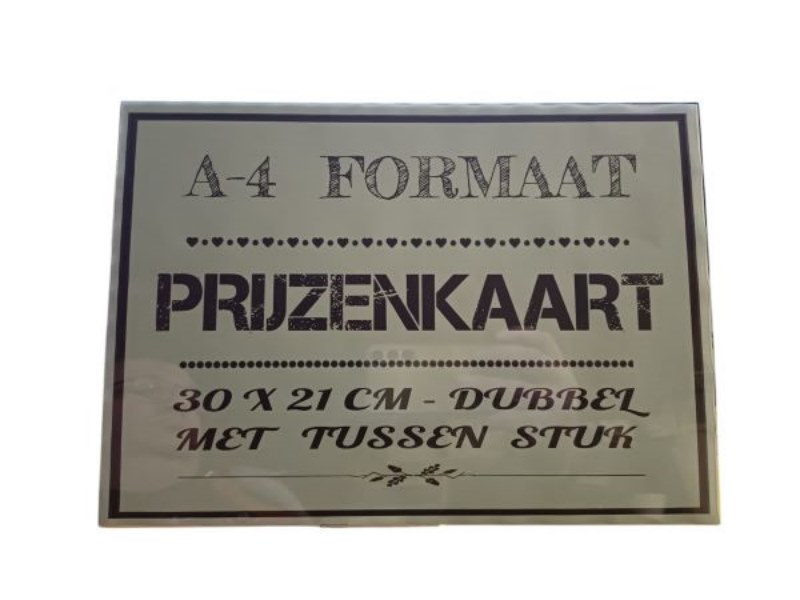 A-4 FORMAAT
PRIJZENKAART
30 X 21 CM - DUBBEL
MET TUSSEN STUK